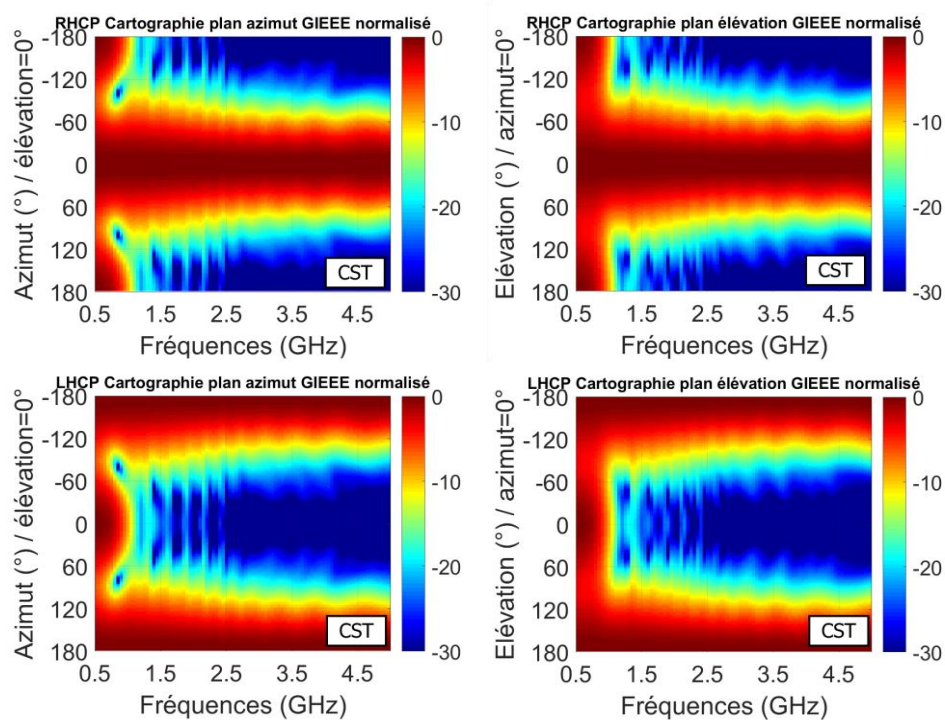 RHCP Cartographie plan azimut GIEEE normalisé
-180
-120
-60
0
60
120
180
Azimut (°) / élévation=0°
0.5 1.5 2.5 3.5 4.5
Fréquences (GHz)
CST
0
-10
-20
-30
RHCP Cartographie plan élévation GIEEE normalisé
-180
-120
-60
0
60
120
180
Elévation (°) / azimut=0°
0.5 1.5 2.5 3.5 4.5
Fréquences (GHz)
CST
0
-10
-20
-30
LHCP Cartographie plan azimut GIEEE normalisé
-180
-120
-60
0
60
120
180
Azimut (°) / élévation=0°
0.5 1.5 2.5 3.5 4.5
Fréquences (GHz)
CST
0
-10
-20
-30
LHCP Cartographie plan élévation GIEEE normalisé
-180
-120
-60
0
60
120
180
Elévation (°) / azimut=0°
0.5 1.5 2.5 3.5 4.5
Fréquences (GHz)
CST
0
-10
-20
-30